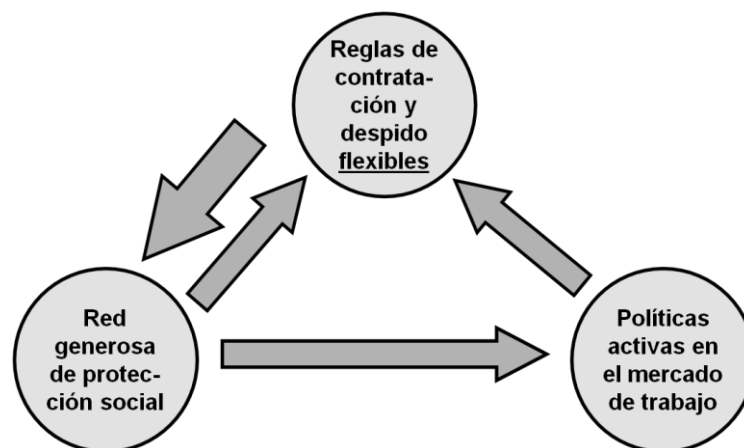 Reglas de
contrata-
ción y
despido
flexibles
Red
generosa
de protec-
ción social
Políticas
activas en
el mercado
de trabajo